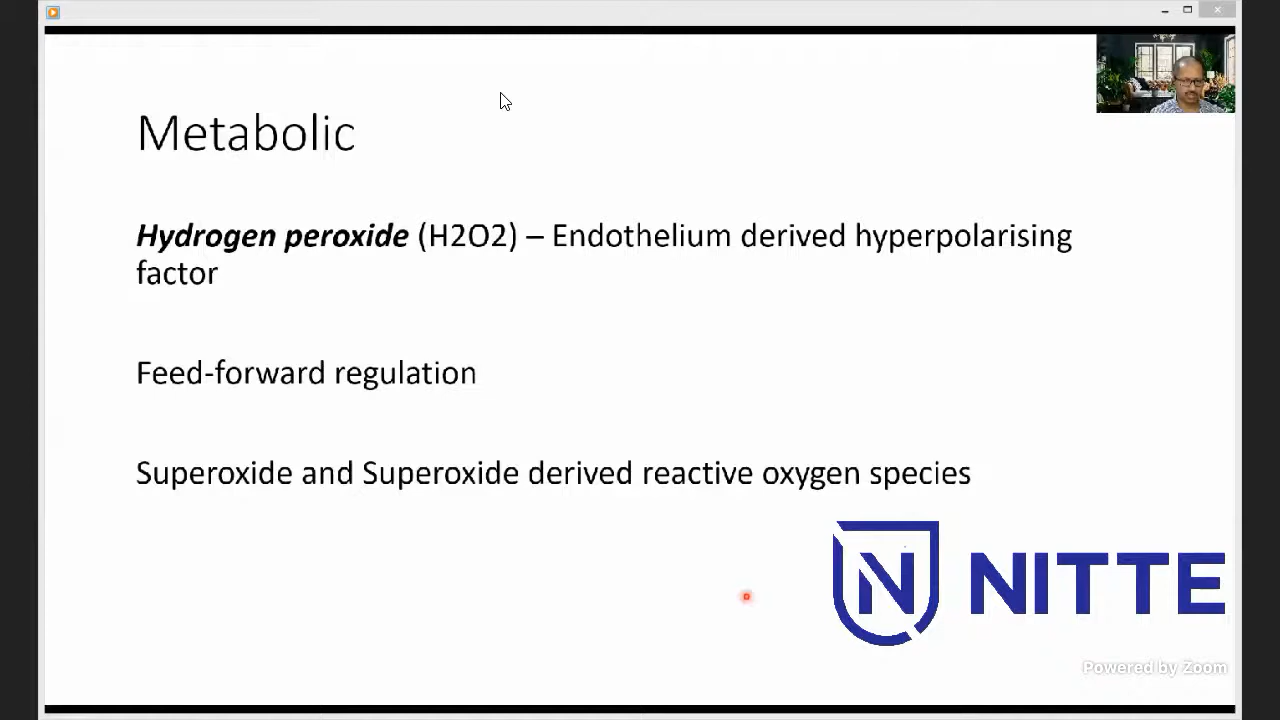 Metabolic
Hydrogen peroxide (H2O2) – Endothelium derived hyperpolarising
factor
Feed-forward regulation
Superoxide and Superoxide derived reactive oxygen species
N NITTE
Powered by Zoom